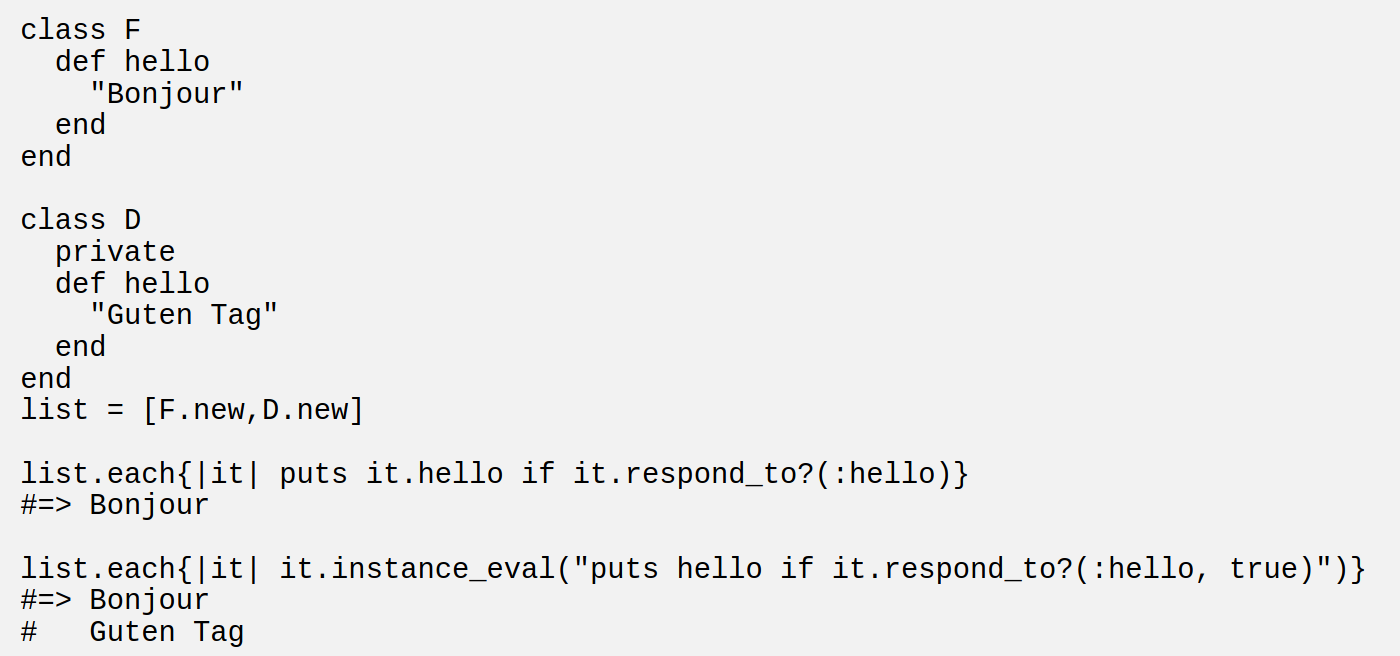 class F
  def hello
    "Bonjour"
  end
end

class D
  private
  def hello
    "Guten Tag"
  end
end
list = [F.new,D.new]

list.each{|it| puts it.hello if it.respond_to?(:hello)}
#=> Bonjour

list.each{|it| it.instance_eval("puts hello if it.respond_to?(:hello, true)")}
#=> Bonjour
#   Guten Tag